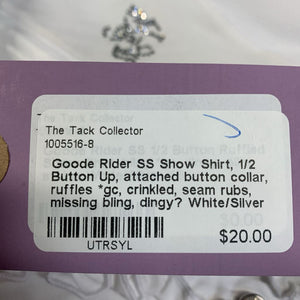 The Tack Collector
1005516-8
Goode Rider SS Show Shirt, 1/2
Button Up, attached button collar,
ruffles *gc, crinkled, seam rubs,
missing bling, dingy? White/Silver
UTRSYL
$20.00